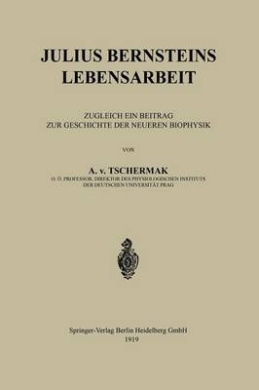 JULIUS BERNSTEINS
LEBENSARBEIT
ZUGLEICH EIN BEITRAG
ZUR GESCHICHTE DER NEUEREN BIOPHYSIK
VON
A. v. TSCHERMAK
O. Ö. PROFESSOR, DIREKTOR DES PHYSIOLOGISCHEN INSTITUTS
DER DEUTSCHEN UNIVERSITÄT PRAG
Springer-Verlag Berlin Heidelberg GmbH
1919